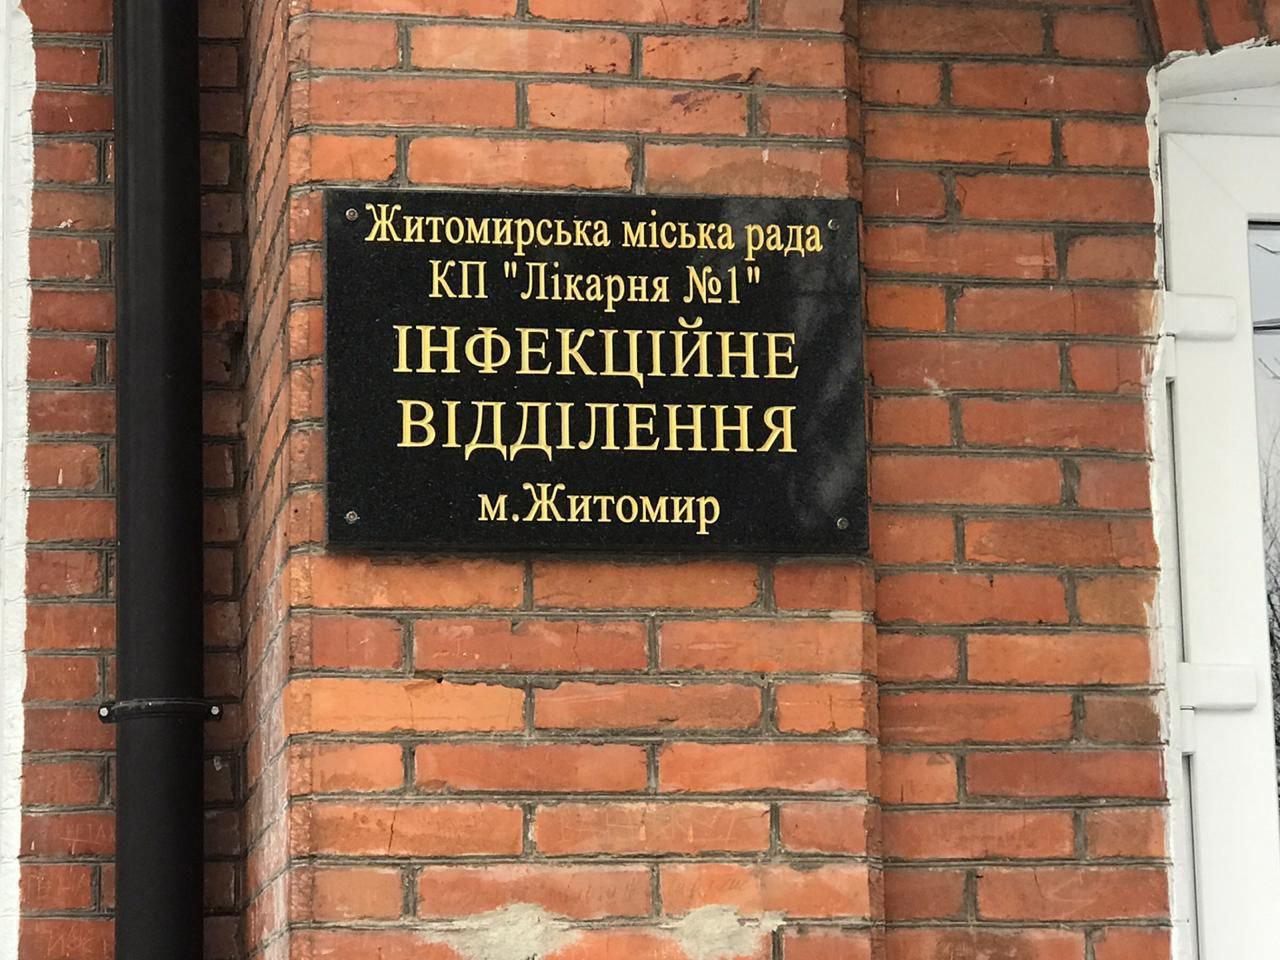 Житомирська міська рада
КП "Лікарня №1"
ІНФЕКЦІЙНЕ
ВІДДІЛЕННЯ
м.Житомир